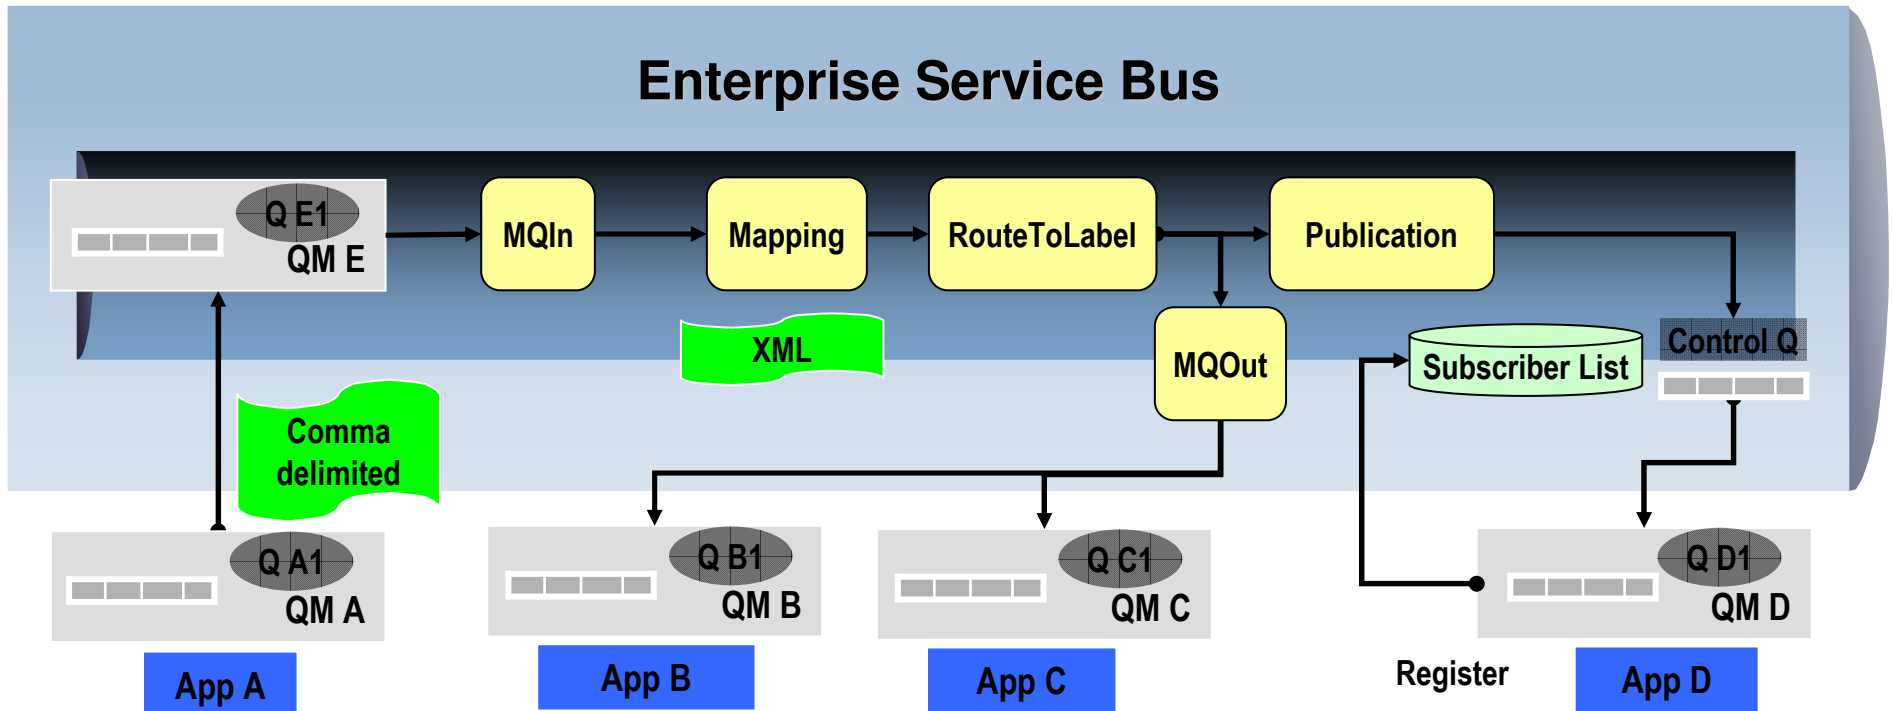 Enterprise Service Bus
Q E1
QM E
MQIn
Mapping
RouteToLabel
Publication
XML
MQOut
Subscriber List
Control Q
Comma
delimited
Q A1
QM A
Q B1
QM B
Q C1
QM C
Q D1
QM D
App A
App B
App C
Register
App D